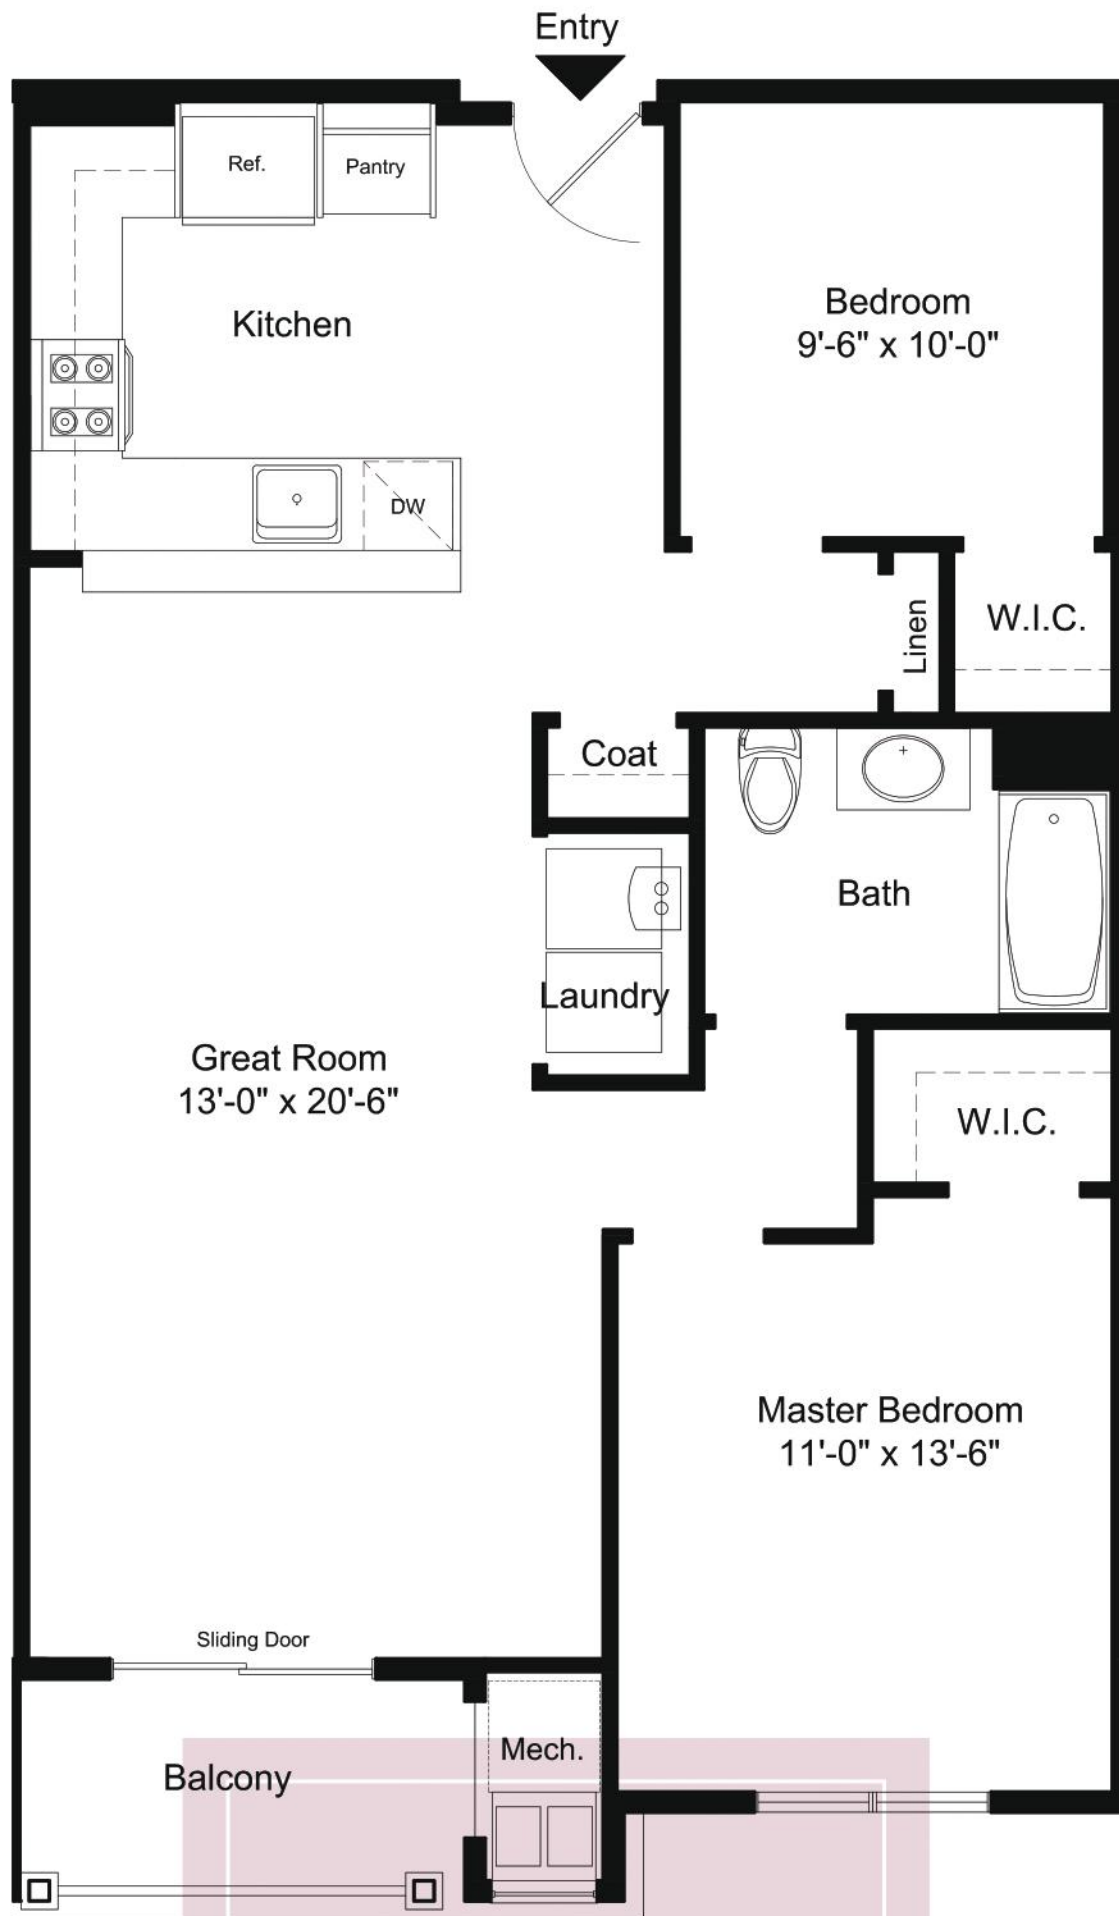 Entry
Ref.
Pantry
Kitchen
Bedroom
9'-6" x 10'-0"
DW
Linen
W.I.C.
Coat
Bath
Laundry
Great Room
13'-0" x 20'-6"
W.I.C.
Master Bedroom
11'-0" x 13'-6"
Sliding Door
Mech.
Balcony